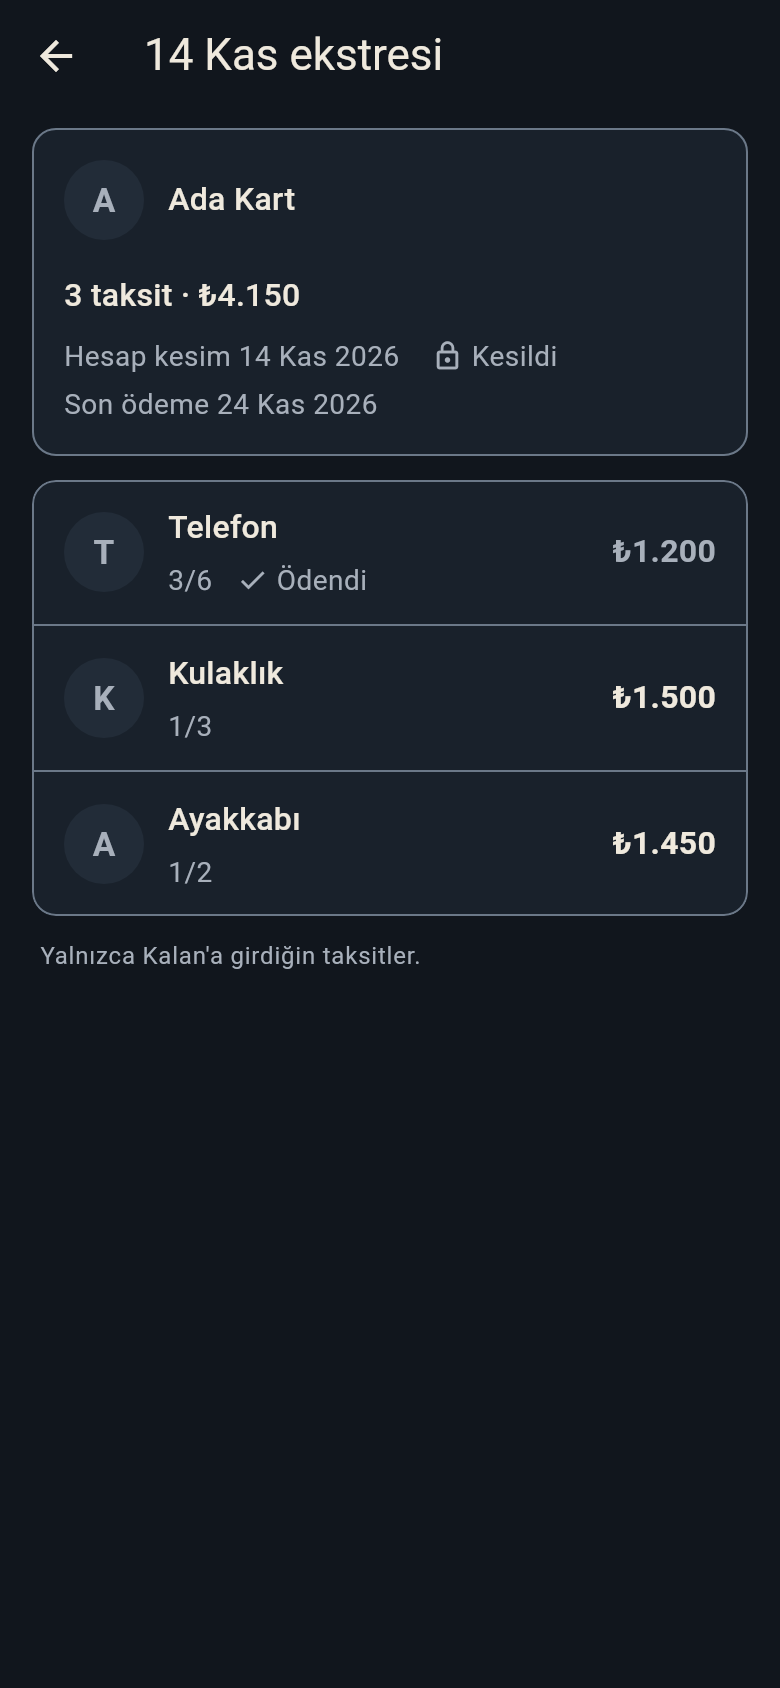 14 Kas ekstresi
A
Ada Kart
3 taksit · ₺4.150
Hesap kesim 14 Kas 2026 Kesildi
Son ödeme 24 Kas 2026
T
Telefon
3/6 Ödendi
₺1.200
K
Kulaklık
1/3
₺1.500
A
Ayakkabı
1/2
₺1.450
Yalnızca Kalan'a girdiğin taksitler.